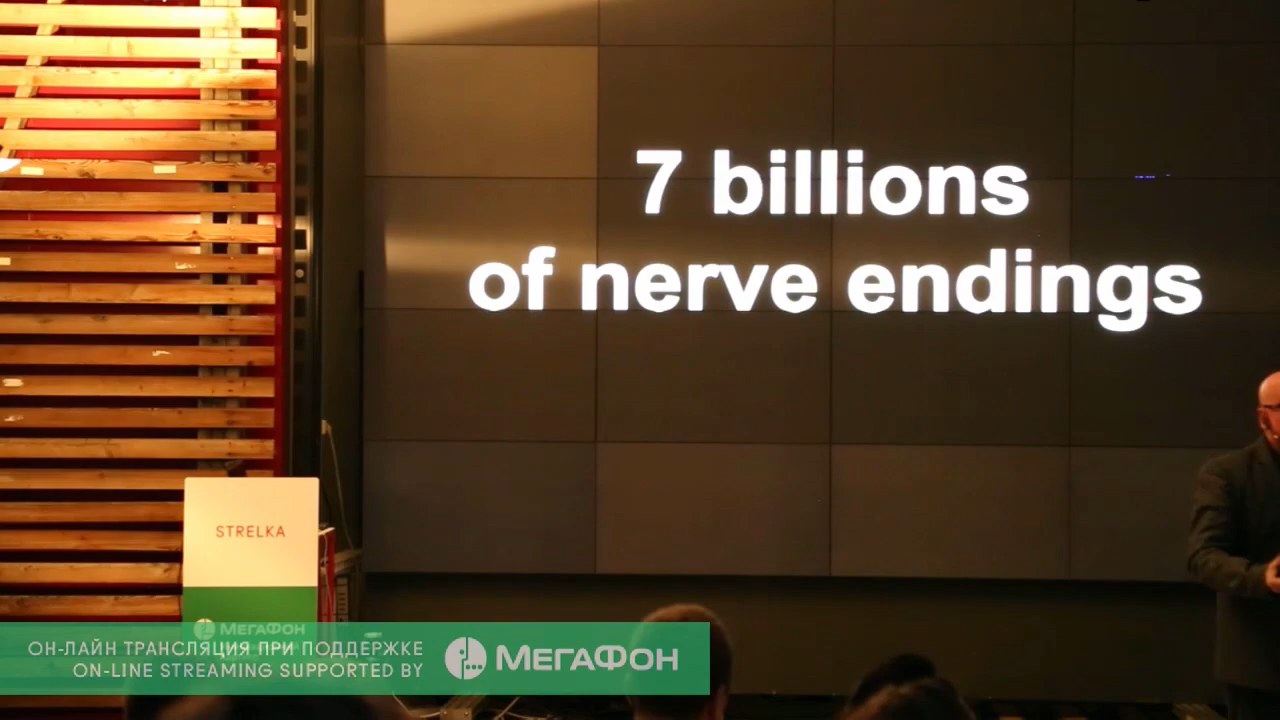 7 billions
of nerve endings
STRELKA
МЕГАФОН
ОН-ЛАЙН ТРАНСЛЯЦИЯ ПРИ ПОДДЕРЖКЕ
ON-LINE STREAMING SUPPORTED BY
МЕГАФОН